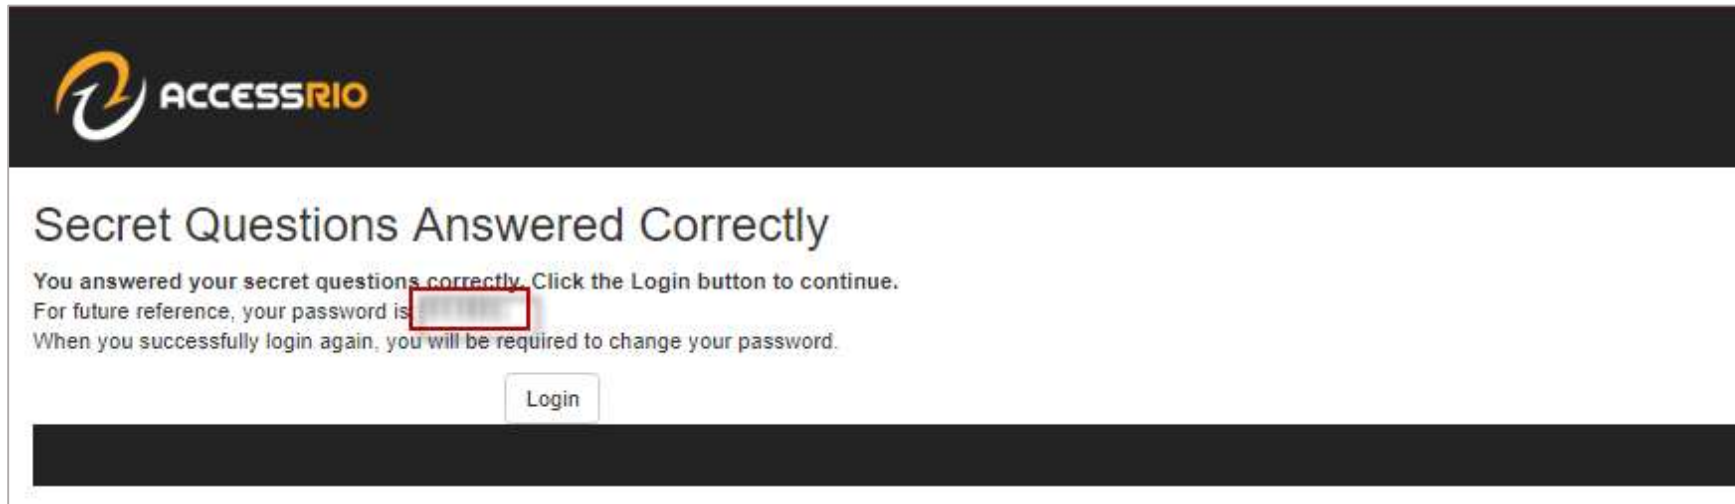 ACCESSRIO
Secret Questions Answered Correctly
You answered your secret questions correctly. Click the Login button to continue.
For future reference, your password is
When you successfully login again, you will be required to change your password.
Login